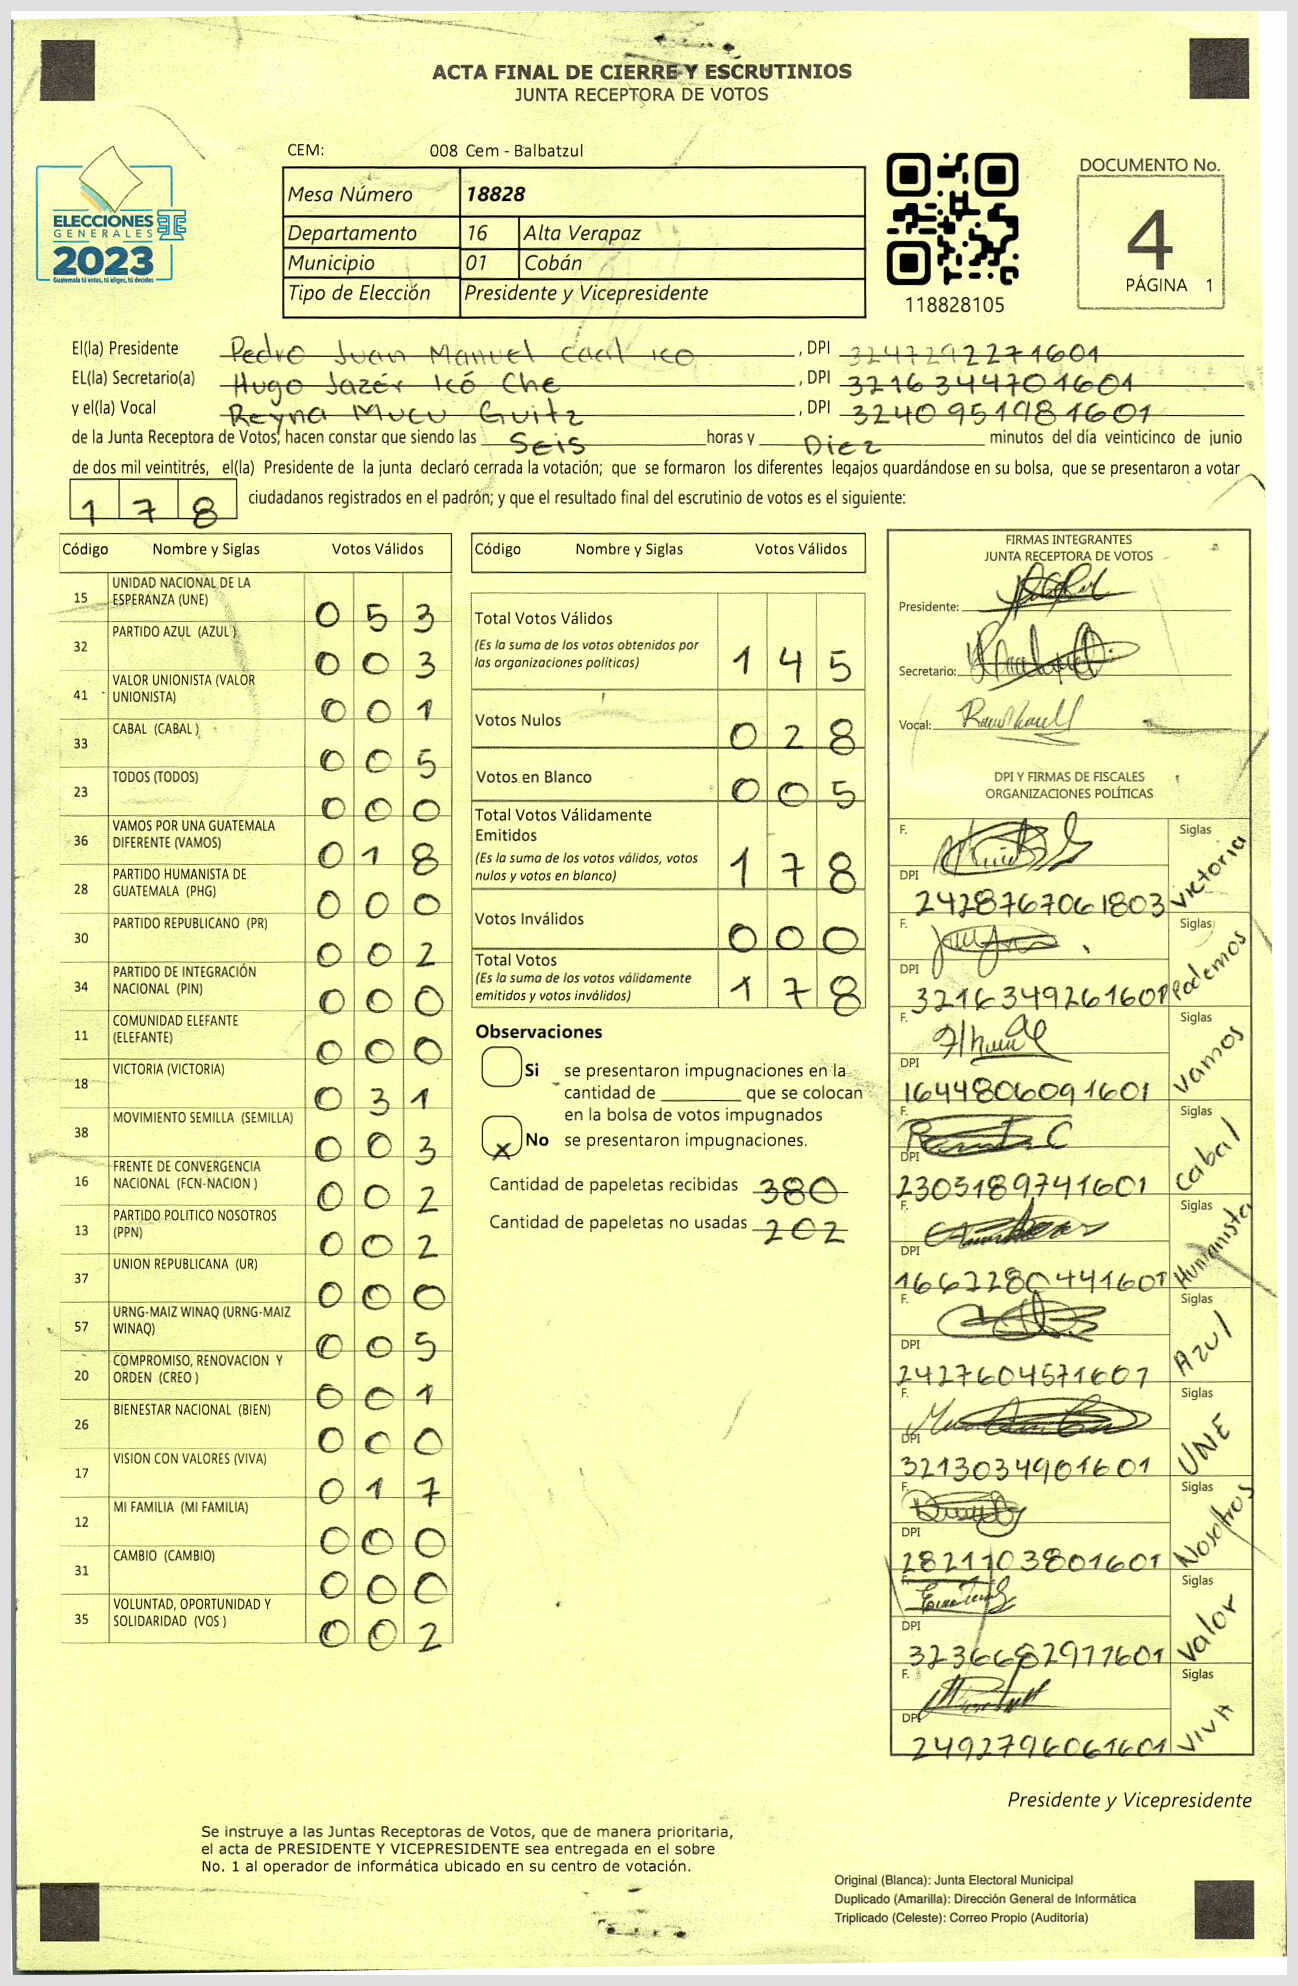 ACTA FINAL DE CIERRE Y ESCRUTINIOS
JUNTA RECEPTORA DE VOTOS
CEM: 008 Cem - Balbatzul
Mesa Número 18828
Departamento 16 Alta Verapaz
Municipio 01 Cobán
Tipo de Elección Presidente y Vicepresidente
ELECCIONES
GENERALES
2023
Guatemala tú votas, tú eliges, tú decides
118828105
DOCUMENTO No.
4
PÁGINA 1
El(la) Presidente Pedro Juan Manuel Caal Ico , DPI 3247292271601
EL(la) Secretario(a) Hugo Jazér Icó Che , DPI 3216344701601
y el(la) Vocal Reyna Mucu Guitz , DPI 3240951981601
de la Junta Receptora de Votos, hacen constar que siendo las Seis horas y Diez minutos del día veinticinco de junio
de dos mil veintitrés, el(la) Presidente de la junta declaró cerrada la votación; que se formaron los diferentes legajos quardándose en su bolsa, que se presentaron a votar
178 ciudadanos registrados en el padrón; y que el resultado final del escrutinio de votos es el siguiente:
Código Nombre y Siglas Votos Válidos
15 UNIDAD NACIONAL DE LA
ESPERANZA (UNE) 0 5 3
32 PARTIDO AZUL (AZUL) 0 0 3
41 VALOR UNIONISTA (VALOR
UNIONISTA) 0 0 1
33 CABAL (CABAL) 0 0 5
23 TODOS (TODOS) 0 0 0
36 VAMOS POR UNA GUATEMALA
DIFERENTE (VAMOS) 0 1 8
28 PARTIDO HUMANISTA DE
GUATEMALA (PHG) 0 0 0
30 PARTIDO REPUBLICANO (PR) 0 0 2
34 PARTIDO DE INTEGRACIÓN
NACIONAL (PIN) 0 0 0
11 COMUNIDAD ELEFANTE
(ELEFANTE) 0 0 0
18 VICTORIA (VICTORIA) 0 3 1
38 MOVIMIENTO SEMILLA (SEMILLA) 0 0 3
16 FRENTE DE CONVERGENCIA
NACIONAL (FCN-NACION) 0 0 2
13 PARTIDO POLITICO NOSOTROS
(PPN) 0 0 2
37 UNION REPUBLICANA (UR) 0 0 0
57 URNG-MAIZ WINAQ (URNG-MAIZ
WINAQ) 0 0 5
20 COMPROMISO, RENOVACION Y
ORDEN (CREO) 0 0 1
26 BIENESTAR NACIONAL (BIEN) 0 0 0
17 VISION CON VALORES (VIVA) 0 1 7
12 MI FAMILIA (MI FAMILIA) 0 0 0
31 CAMBIO (CAMBIO) 0 0 0
35 VOLUNTAD, OPORTUNIDAD Y
SOLIDARIDAD (VOS) 0 0 2
Código Nombre y Siglas Votos Válidos
Total Votos Válidos
(Es la suma de los votos obtenidos por
las organizaciones políticas) 1 4 5
Votos Nulos 0 2 8
Votos en Blanco 0 0 5
Total Votos Válidamente
Emitidos
(Es la suma de los votos válidos, votos
nulos y votos en blanco) 1 7 8
Votos Inválidos 0 0 0
Total Votos
(Es la suma de los votos válidamente
emitidos y votos inválidos) 1 7 8
Observaciones
Si se presentaron impugnaciones en la
cantidad de ________ que se colocan
en la bolsa de votos impugnados
X No se presentaron impugnaciones.
Cantidad de papeletas recibidas 380
Cantidad de papeletas no usadas 202
FIRMAS INTEGRANTES
JUNTA RECEPTORA DE VOTOS
Presidente:
Secretario:
Vocal:
DPI Y FIRMAS DE FISCALES
ORGANIZACIONES POLÍTICAS
F. Siglas Victoria
DPI 2428767061803
F. Siglas Podemos
DPI 3216349261601
F. Siglas Vamos
DPI 1644806091601
F. Siglas Cabal
DPI 2305189741601
F. Siglas Humanista
DPI 1667280441601
F. Siglas Azul
DPI 2427604571601
F. Siglas UNE
DPI 3213034901601
F. Siglas Nosotros
DPI 2821103801601
F. Siglas Valor
DPI 3236682971601
F. Siglas VIVA
DPI 2492796061601
Presidente y Vicepresidente
Se instruye a las Juntas Receptoras de Votos, que de manera prioritaria,
el acta de PRESIDENTE Y VICEPRESIDENTE sea entregada en el sobre
No. 1 al operador de informática ubicado en su centro de votación.
Original (Blanca): Junta Electoral Municipal
Duplicado (Amarilla): Dirección General de Informática
Triplicado (Celeste): Correo Propio (Auditoría)